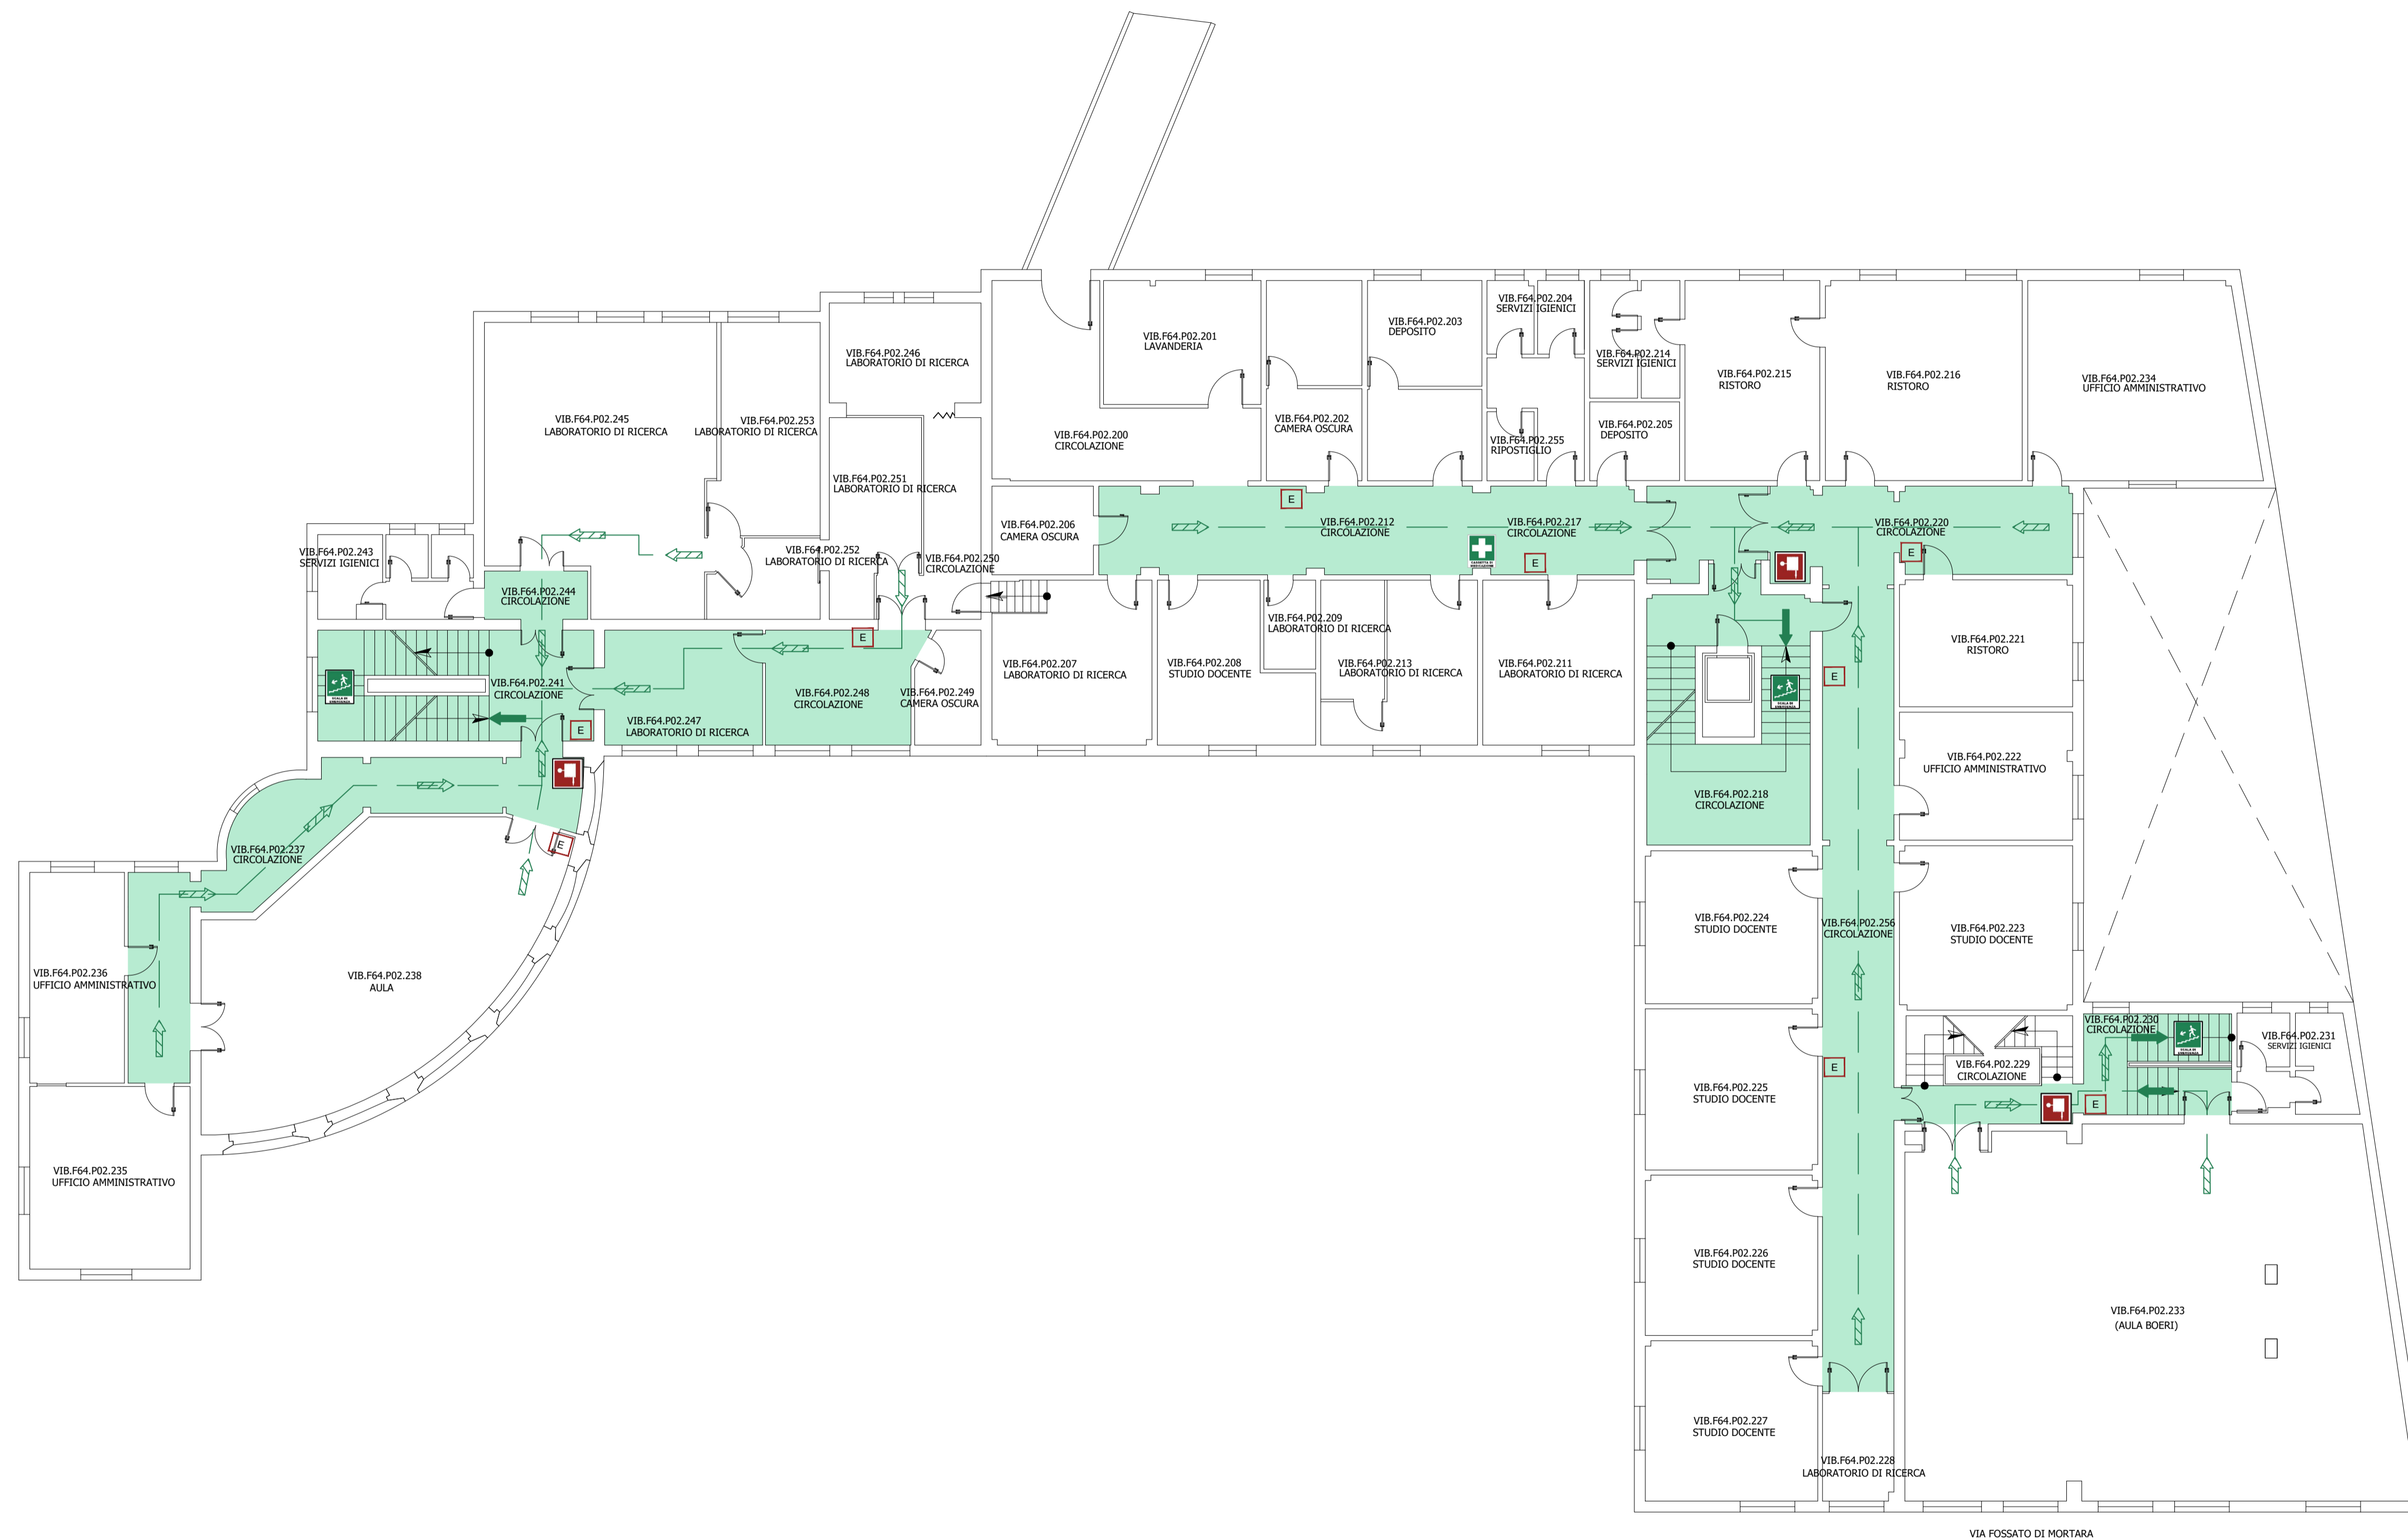 VIB.F64.P02.204
SERVIZI IGIENICI
VIB.F64.P02.203
DEPOSITO
VIB.F64.P02.201
LAVANDERIA
VIB.F64.P02.246
LABORATORIO DI RICERCA
VIB.F64.P02.214
SERVIZI IGIENICI
VIB.F64.P02.215
RISTORO
VIB.F64.P02.216
RISTORO
VIB.F64.P02.234
UFFICIO AMMINISTRATIVO
VIB.F64.P02.245
LABORATORIO DI RICERCA
VIB.F64.P02.253
LABORATORIO DI RICERCA
VIB.F64.P02.200
CIRCOLAZIONE
VIB.F64.P02.202
CAMERA OSCURA
VIB.F64.P02.255
RIPOSTIGLIO
VIB.F64.P02.205
DEPOSITO
VIB.F64.P02.251
LABORATORIO DI RICERCA
E
VIB.F64.P02.206
CAMERA OSCURA
VIB.F64.P02.212
CIRCOLAZIONE
VIB.F64.P02.217
CIRCOLAZIONE
VIB.F64.P02.220
CIRCOLAZIONE
VIB.F64.P02.243
SERVIZI IGIENICI
VIB.F64.P02.252
LABORATORIO DI RICERCA
VIB.F64.P02.250
CIRCOLAZIONE
E
E
VIB.F64.P02.244
CIRCOLAZIONE
VIB.F64.P02.209
LABORATORIO DI RICERCA
E
VIB.F64.P02.221
RISTORO
VIB.F64.P02.207
LABORATORIO DI RICERCA
VIB.F64.P02.208
STUDIO DOCENTE
VIB.F64.P02.213
LABORATORIO DI RICERCA
VIB.F64.P02.211
LABORATORIO DI RICERCA
E
SCALA DI
EMERGENZA
SCALA DI
EMERGENZA
VIB.F64.P02.241
CIRCOLAZIONE
VIB.F64.P02.248
CIRCOLAZIONE
VIB.F64.P02.249
CAMERA OSCURA
VIB.F64.P02.247
LABORATORIO DI RICERCA
E
VIB.F64.P02.222
UFFICIO AMMINISTRATIVO
VIB.F64.P02.218
CIRCOLAZIONE
E
VIB.F64.P02.237
CIRCOLAZIONE
VIB.F64.P02.224
STUDIO DOCENTE
VIB.F64.P02.256
CIRCOLAZIONE
VIB.F64.P02.223
STUDIO DOCENTE
VIB.F64.P02.236
UFFICIO AMMINISTRATIVO
VIB.F64.P02.238
AULA
VIB.F64.P02.230
CIRCOLAZIONE
SCALA DI
EMERGENZA
VIB.F64.P02.231
SERVIZI IGIENICI
VIB.F64.P02.229
CIRCOLAZIONE
E
VIB.F64.P02.225
STUDIO DOCENTE
E
VIB.F64.P02.235
UFFICIO AMMINISTRATIVO
VIB.F64.P02.226
STUDIO DOCENTE
VIB.F64.P02.233
(AULA BOERI)
VIB.F64.P02.227
STUDIO DOCENTE
VIB.F64.P02.228
LABORATORIO DI RICERCA
VIA FOSSATO DI MORTARA